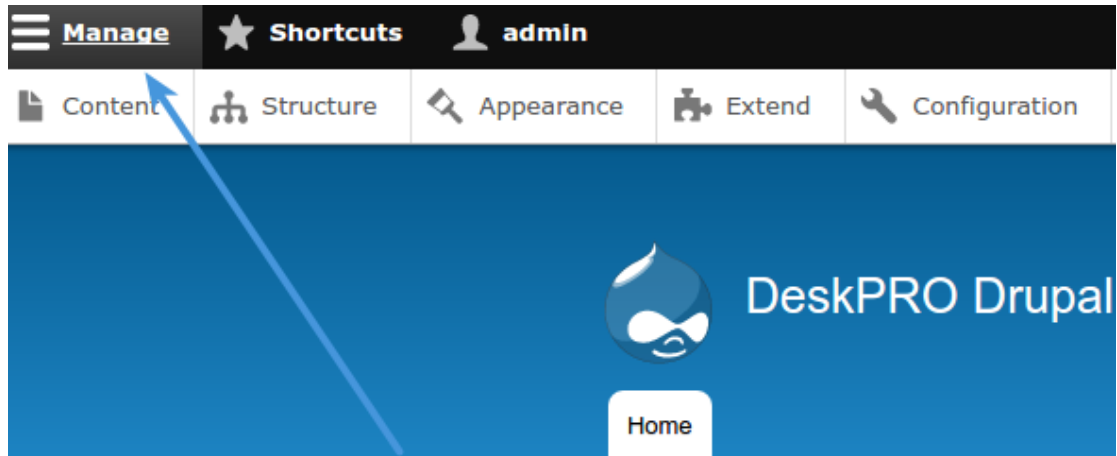 Manage Shortcuts admin
Content Structure Appearance Extend Configuration
DeskPRO Drupal
Home